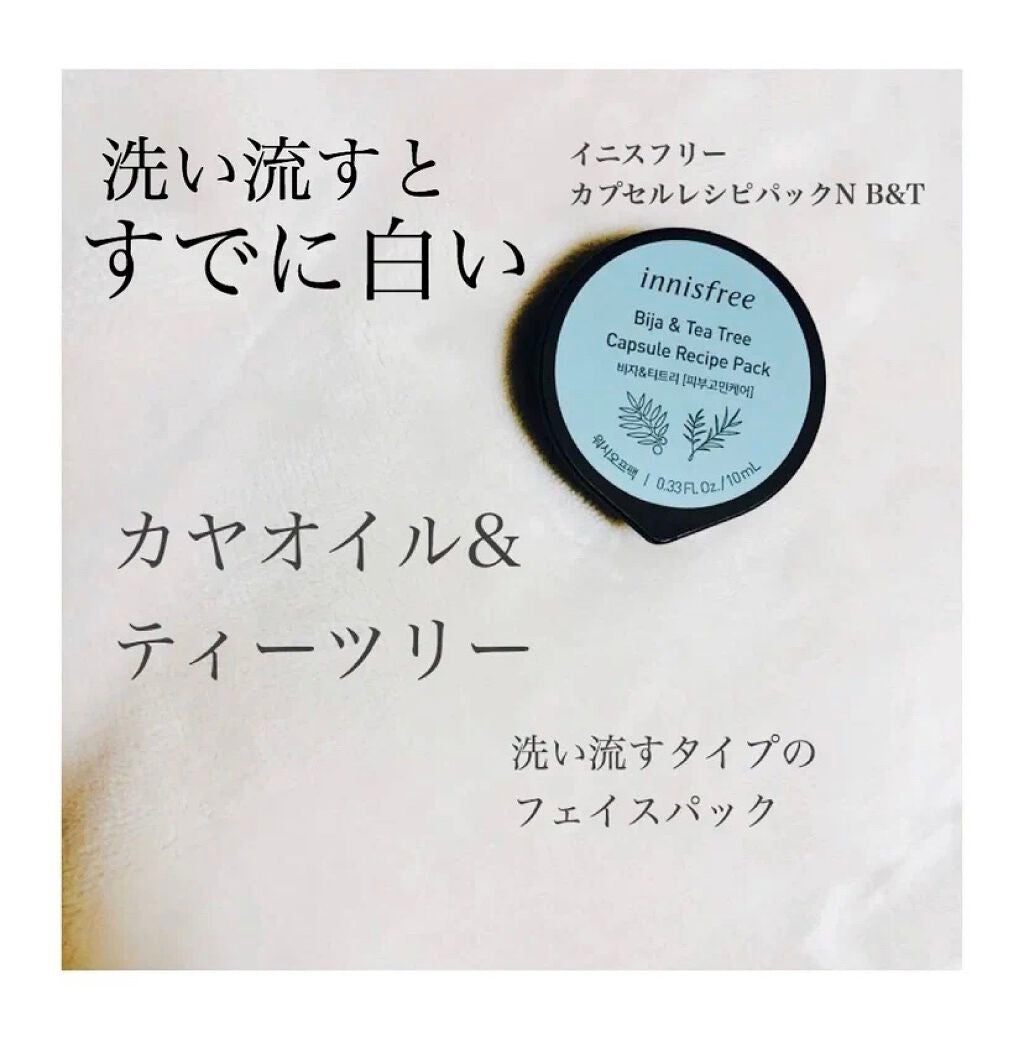 洗い流すと
すでに白い
イニスフリー
カプセルレシピパックN B&T
innisfree
Bija & Tea Tree
Capsule Recipe Pack
비자&티트리 [피부고민케어]
워시오프팩 | 0.33 FL Oz./10mL
カヤオイル&
ティーツリー
洗い流すタイプの
フェイスパック